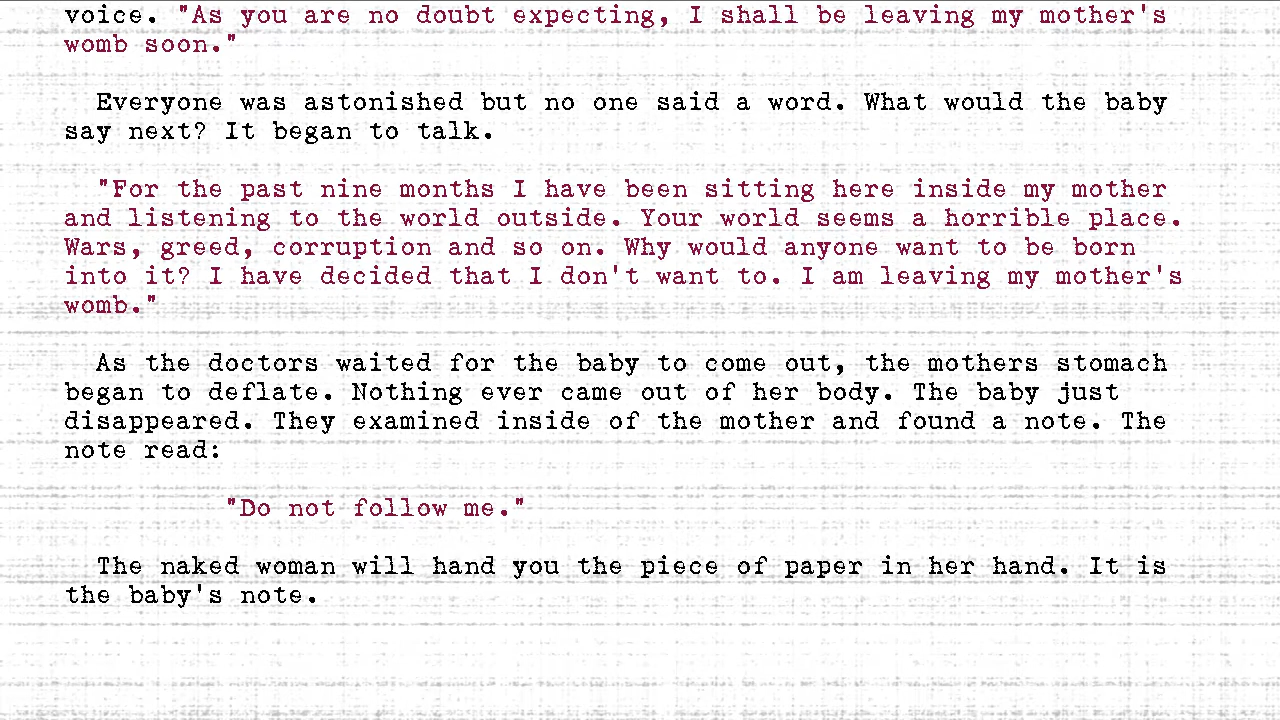 voice. "As you are no doubt expecting, I shall be leaving my mother's
womb soon."
Everyone was astonished but no one said a word. What would the baby
say next? It began to talk.
"For the past nine months I have been sitting here inside my mother
and listening to the world outside. Your world seems a horrible place.
Wars, greed, corruption and so on. Why would anyone want to be born
into it? I have decided that I don't want to. I am leaving my mother's
womb."
As the doctors waited for the baby to come out, the mothers stomach
began to deflate. Nothing ever came out of her body. The baby just
disappeared. They examined inside of the mother and found a note. The
note read:
"Do not follow me."
The naked woman will hand you the piece of paper in her hand. It is
the baby's note.